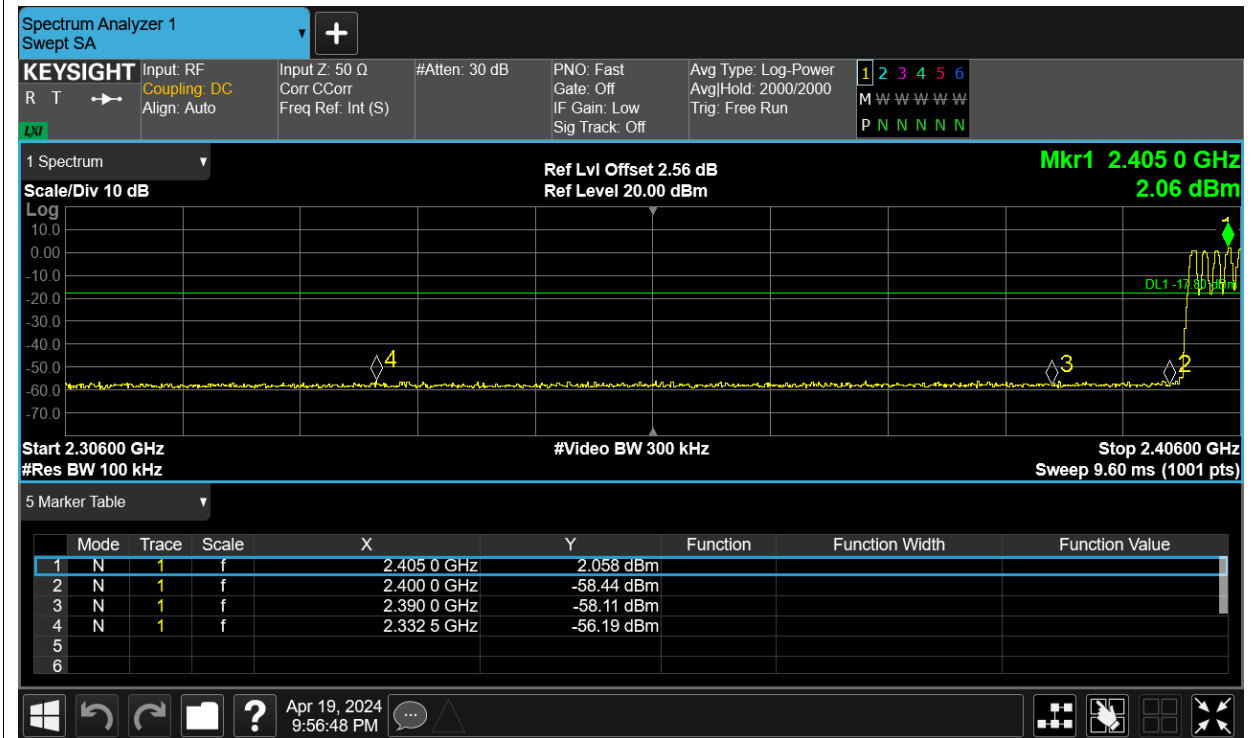 Spectrum Analyzer 1
Swept SA
+
KEYSIGHT
R T
LXI
Input: RF
Coupling: DC
Align: Auto
Input Z: 50 Ω
Corr CCorr
Freq Ref: Int (S)
#Atten: 30 dB
PNO: Fast
Gate: Off
IF Gain: Low
Sig Track: Off
Avg Type: Log-Power
Avg|Hold: 2000/2000
Trig: Free Run
1 2 3 4 5 6
M W W W W W
P N N N N N
1 Spectrum
Scale/Div 10 dB
Ref Lvl Offset 2.56 dB
Ref Level 20.00 dBm
Mkr1 2.405 0 GHz
2.06 dBm
Log
10.0
0.00
-10.0
-20.0
-30.0
-40.0
-50.0
-60.0
-70.0
1
DL1 -17.80 dBm
4
3
2
Start 2.30600 GHz
#Res BW 100 kHz
#Video BW 300 kHz
Stop 2.40600 GHz
Sweep 9.60 ms (1001 pts)
5 Marker Table
Mode Trace Scale X Y Function Function Width Function Value
1 N 1 f 2.405 0 GHz 2.058 dBm
2 N 1 f 2.400 0 GHz -58.44 dBm
3 N 1 f 2.390 0 GHz -58.11 dBm
4 N 1 f 2.332 5 GHz -56.19 dBm
5
6
?
Apr 19, 2024
9:56:48 PM